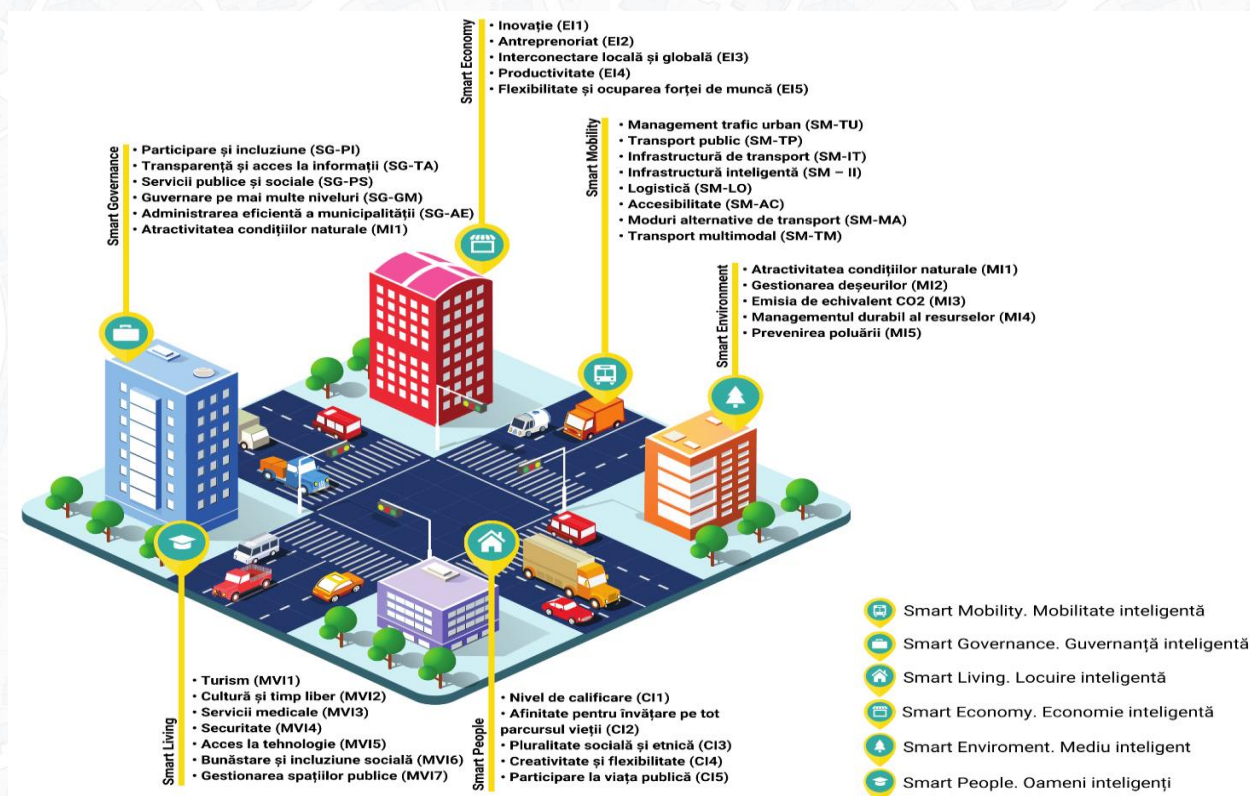 Smart Economy
• Inovație (EI1)
• Antreprenoriat (EI2)
• Interconectare locală și globală (EI3)
• Productivitate (EI4)
• Flexibilitate și ocuparea forței de muncă (EI5)
Smart Governance
• Participare și incluziune (SG-PI)
• Transparență și acces la informații (SG-TA)
• Servicii publice și sociale (SG-PS)
• Guvernare pe mai multe niveluri (SG-GM)
• Administrarea eficientă a municipalității (SG-AE)
• Atractivitatea condițiilor naturale (MI1)
Smart Mobility
• Management trafic urban (SM-TU)
• Transport public (SM-TP)
• Infrastructură de transport (SM-IT)
• Infrastructură inteligentă (SM – II)
• Logistică (SM-LO)
• Accesibilitate (SM-AC)
• Moduri alternative de transport (SM-MA)
• Transport multimodal (SM-TM)
Smart Environment
• Atractivitatea condițiilor naturale (MI1)
• Gestionarea deșeurilor (MI2)
• Emisia de echivalent CO2 (MI3)
• Managementul durabil al resurselor (MI4)
• Prevenirea poluării (MI5)
Smart Living
• Turism (MVI1)
• Cultură și timp liber (MVI2)
• Servicii medicale (MVI3)
• Securitate (MVI4)
• Acces la tehnologie (MVI5)
• Bunăstare și incluziune socială (MVI6)
• Gestionarea spațiilor publice (MVI7)
Smart People
• Nivel de calificare (CI1)
• Afinitate pentru învățare pe tot
parcursul vieții (CI2)
• Pluralitate socială și etnică (CI3)
• Creativitate și flexibilitate (CI4)
• Participare la viața publică (CI5)
Smart Mobility. Mobilitate inteligentă
Smart Governance. Guvernanță inteligentă
Smart Living. Locuire inteligentă
Smart Economy. Economie inteligentă
Smart Enviroment. Mediu inteligent
Smart People. Oameni inteligenți